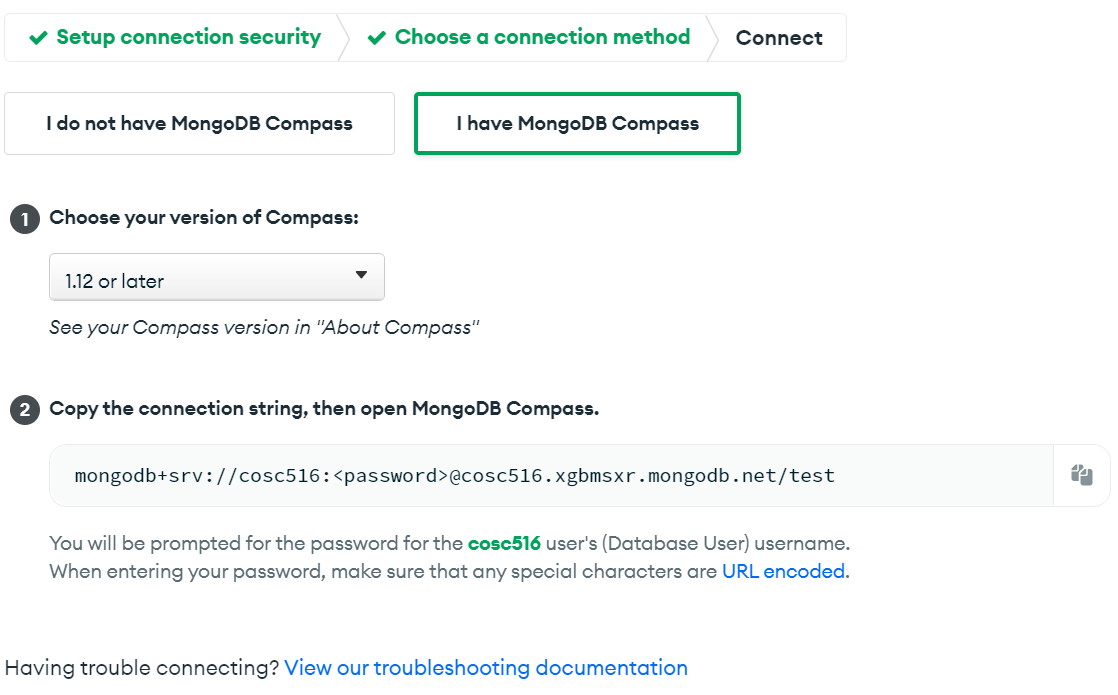 Setup connection security Choose a connection method Connect
I do not have MongoDB Compass I have MongoDB Compass
1 Choose your version of Compass:
1.12 or later
See your Compass version in "About Compass"
2 Copy the connection string, then open MongoDB Compass.
mongodb+srv://cosc516:<password>@cosc516.xgbmsxr.mongodb.net/test
You will be prompted for the password for the cosc516 user's (Database User) username.
When entering your password, make sure that any special characters are URL encoded.
Having trouble connecting? View our troubleshooting documentation